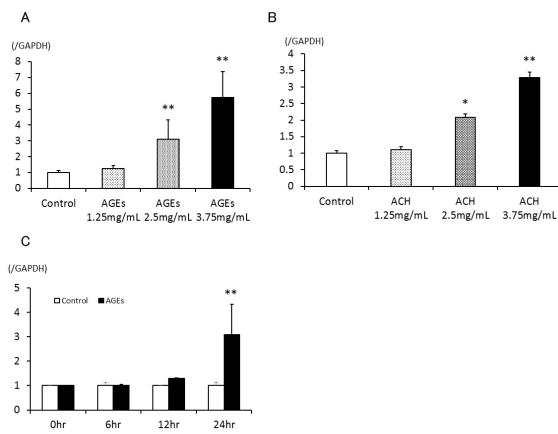 A
(/GAPDH)
8
7
6
5
4
3
2
1
0
**
**
Control
AGEs
1.25mg/mL
AGEs
2.5mg/mL
AGEs
3.75mg/mL
B
(/GAPDH)
4
3.5
3
2.5
2
1.5
1
0.5
0
*
**
Control
ACH
1.25mg/mL
ACH
2.5mg/mL
ACH
3.75mg/mL
C
(/GAPDH)
5
4
3
2
1
0
Control
AGEs
**
0hr
6hr
12hr
24hr